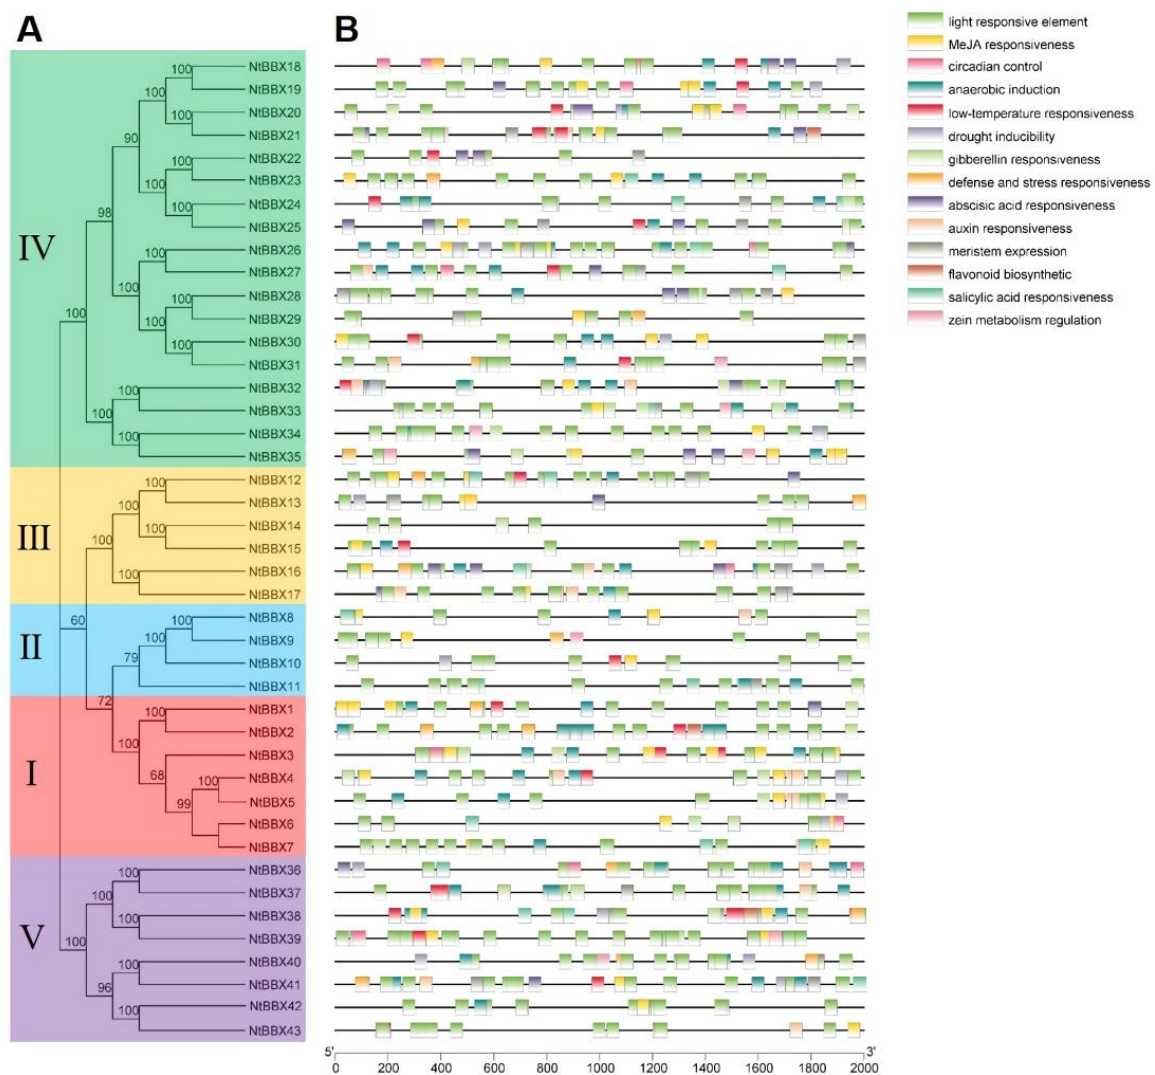 A
B
light responsive element
MeJA responsiveness
circadian control
anaerobic induction
low-temperature responsiveness
drought inducibility
gibberellin responsiveness
defense and stress responsiveness
abscisic acid responsiveness
auxin responsiveness
meristem expression
flavonoid biosynthetic
salicylic acid responsiveness
zein metabolism regulation
100 NtBBX18
NtBBX19
100
100 NtBBX20
NtBBX21
90
100 NtBBX22
NtBBX23
100
100 NtBBX24
NtBBX25
98
IV
100 NtBBX26
NtBBX27
100
100 NtBBX28
NtBBX29
100
100 NtBBX30
NtBBX31
100
100 NtBBX32
NtBBX33
100
100 NtBBX34
NtBBX35
100 NtBBX12
NtBBX13
100
100 NtBBX14
III
100
NtBBX15
100 NtBBX16
NtBBX17
60
100 NtBBX8
NtBBX9
100
II
79
NtBBX10
NtBBX11
72
100 NtBBX1
NtBBX2
100
NtBBX3
68
I
100 NtBBX4
NtBBX5
99
NtBBX6
NtBBX7
100 NtBBX36
NtBBX37
100
100 NtBBX38
V
100
NtBBX39
100 NtBBX40
NtBBX41
96
100 NtBBX42
NtBBX43
5' 3'
0 200 400 600 800 1000 1200 1400 1600 1800 2000